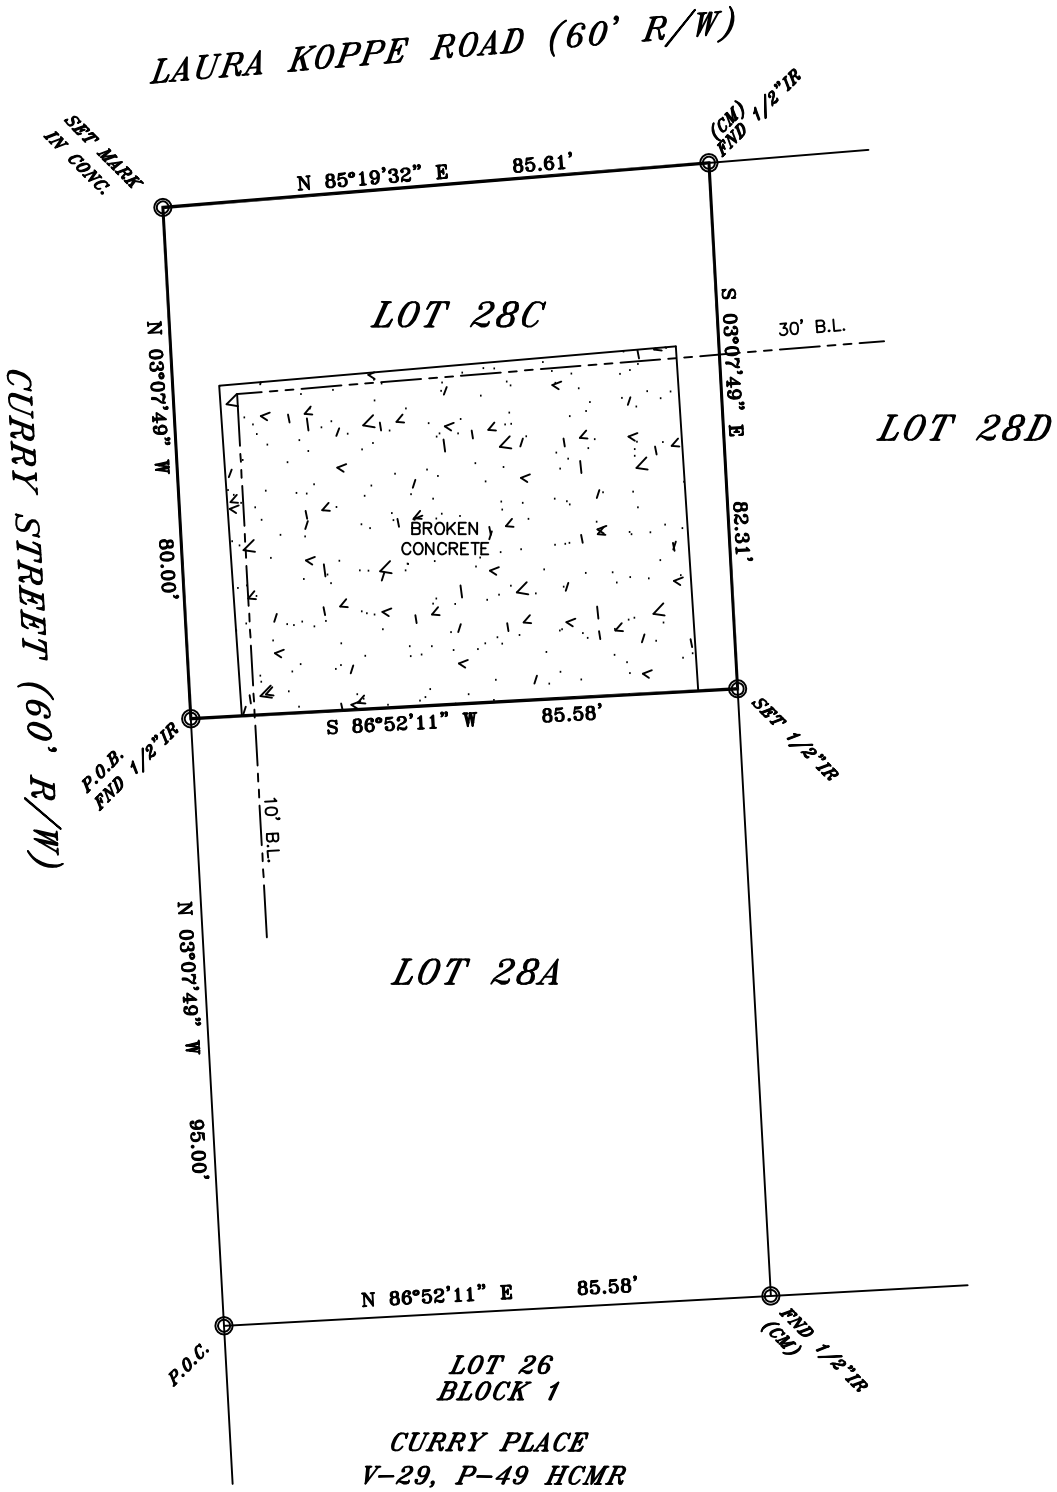 LAURA KOPPE ROAD (60' R/W)
SET MARK
IN CONC.
(CM)
FND 1/2"IR
N 85°19'32" E 85.61'
LOT 28C
30' B.L.
N 03°07'49" W 80.00'
S 03°07'49" E 82.31'
LOT 28D
CURRY STREET (60' R/W)
BROKEN
CONCRETE
S 86°52'11" W 85.58'
P.O.B.
FND 1/2"IR
SET 1/2"IR
10' B.L.
N 03°07'49" W 95.00'
LOT 28A
N 86°52'11" E 85.58'
P.O.C.
FND 1/2"IR
(CM)
LOT 26
BLOCK 1
CURRY PLACE
V-29, P-49 HCMR